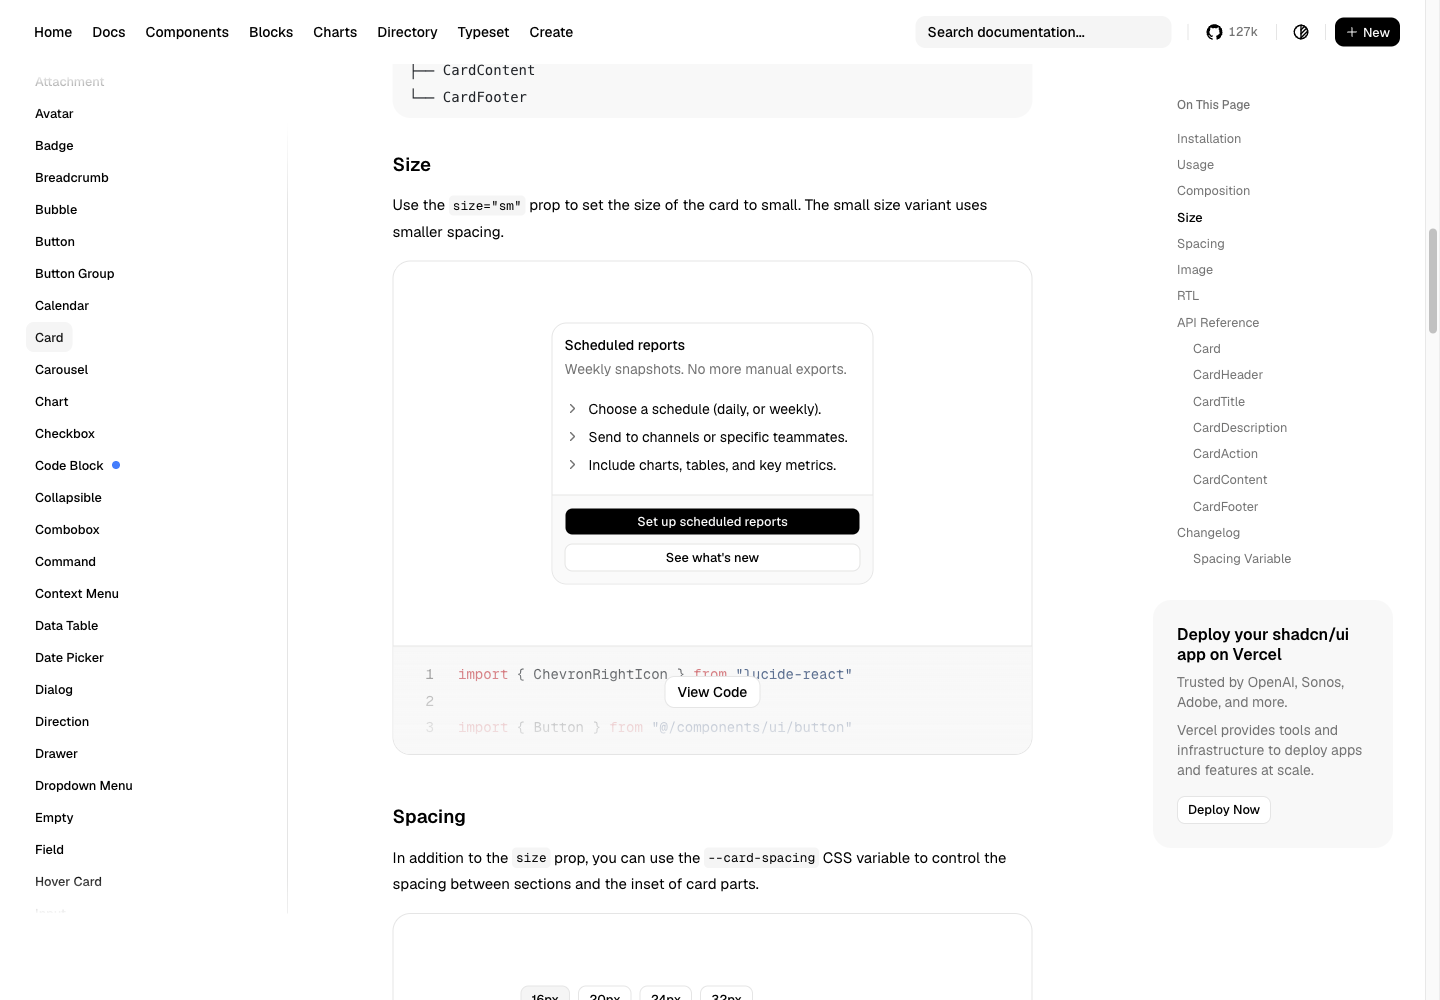 Home Docs Components Blocks Charts Directory Typeset Create
Search documentation...
127k
New
Attachment
Avatar
Badge
Breadcrumb
Bubble
Button
Button Group
Calendar
Card
Carousel
Chart
Checkbox
Code Block
Collapsible
Combobox
Command
Context Menu
Data Table
Date Picker
Dialog
Direction
Drawer
Dropdown Menu
Empty
Field
Hover Card
├── CardContent
└── CardFooter
Size
Use the size="sm" prop to set the size of the card to small. The small size variant uses
smaller spacing.
Scheduled reports
Weekly snapshots. No more manual exports.
Choose a schedule (daily, or weekly).
Send to channels or specific teammates.
Include charts, tables, and key metrics.
Set up scheduled reports
See what's new
1 import { ChevronRightIcon } from "lucide-react"
2
View Code
3 import { Button } from "@/components/ui/button"
Spacing
In addition to the size prop, you can use the --card-spacing CSS variable to control the
spacing between sections and the inset of card parts.
16px 20px 24px 32px
On This Page
Installation
Usage
Composition
Size
Spacing
Image
RTL
API Reference
Card
CardHeader
CardTitle
CardDescription
CardAction
CardContent
CardFooter
Changelog
Spacing Variable
Deploy your shadcn/ui
app on Vercel
Trusted by OpenAI, Sonos,
Adobe, and more.
Vercel provides tools and
infrastructure to deploy apps
and features at scale.
Deploy Now